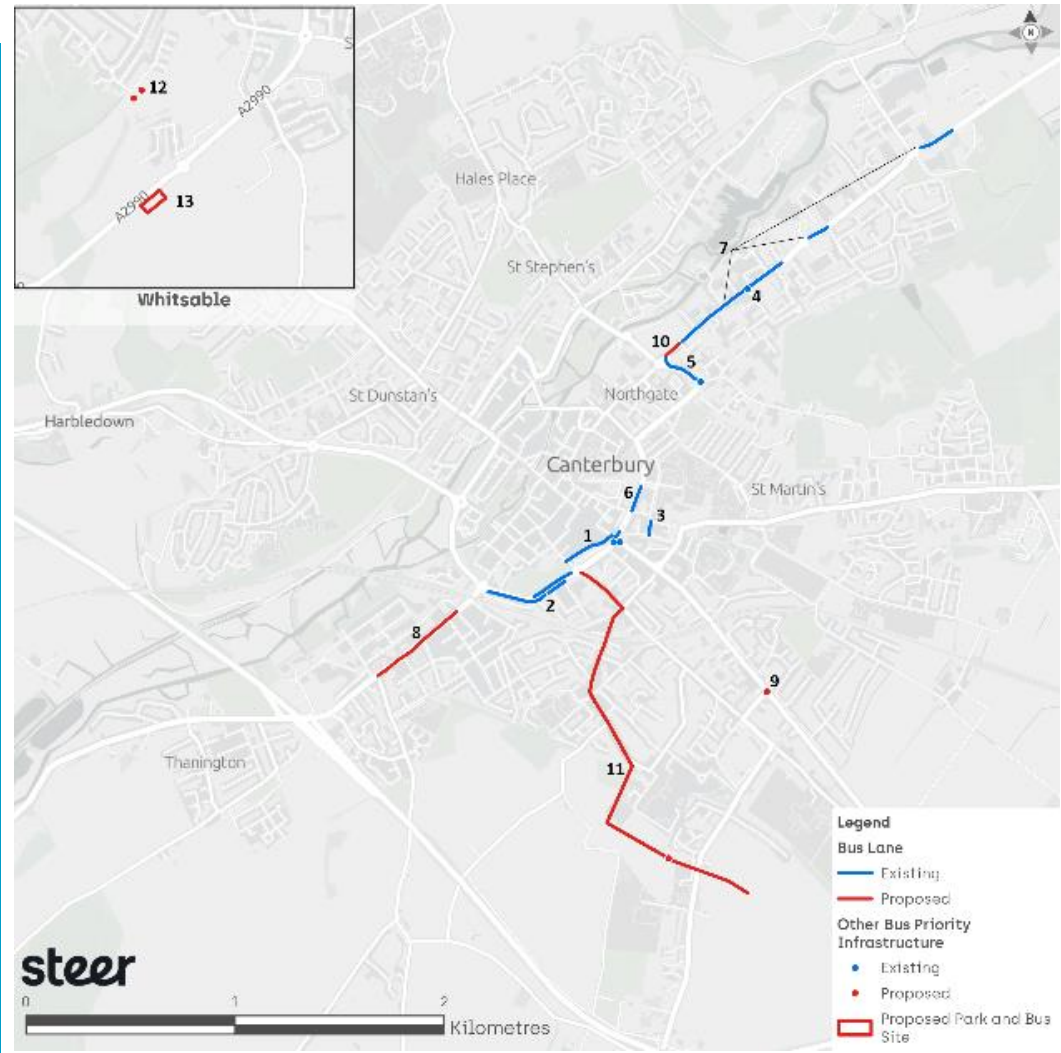 12
A2990
A2990
13
Whitsable
N
Hales Place
St Stephen's
7
4
10
5
St Dunstan's
Northgate
Harbledown
Canterbury
St Martin's
6
3
1
2
8
9
Thanington
11
Legend
Bus Lane
Existing
Proposed
Other Bus Priority
Infrastructure
Existing
Proposed
Proposed Park and Bus
Site
steer
0 1 2
Kilometres